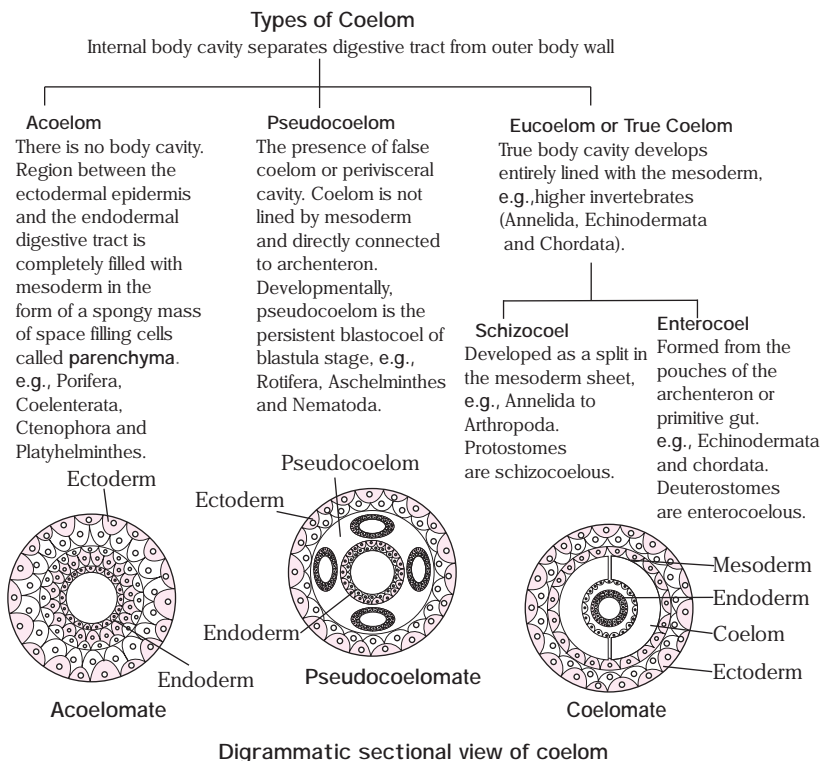 Types of Coelom
Internal body cavity separates digestive tract from outer body wall
Acoelom
There is no body cavity.
Region between the
ectodermal epidermis
and the endodermal
digestive tract is
completely filled with
mesoderm in the
form of a spongy mass
of space filling cells
called parenchyma.
e.g., Porifera,
Coelenterata,
Ctenophora and
Platyhelminthes.
Pseudocoelom
The presence of false
coelom or perivisceral
cavity. Coelom is not
lined by mesoderm
and directly connected
to archenteron.
Developmentally,
pseudocoelom is the
persistent blastocoel of
blastula stage, e.g.,
Rotifera, Aschelminthes
and Nematoda.
Eucoelom or True Coelom
True body cavity develops
entirely lined with the mesoderm,
e.g.,higher invertebrates
(Annelida, Echinodermata
and Chordata).
Schizocoel
Developed as a split in
the mesoderm sheet,
e.g., Annelida to
Arthropoda.
Protostomes
are schizocoelous.
Enterocoel
Formed from the
pouches of the
archenteron or
primitive gut.
e.g., Echinodermata
and chordata.
Deuterostomes
are enterocoelous.
Ectoderm
Endoderm
Acoelomate
Pseudocoelom
Ectoderm
Endoderm
Pseudocoelomate
Mesoderm
Endoderm
Coelom
Ectoderm
Coelomate
Digrammatic sectional view of coelom